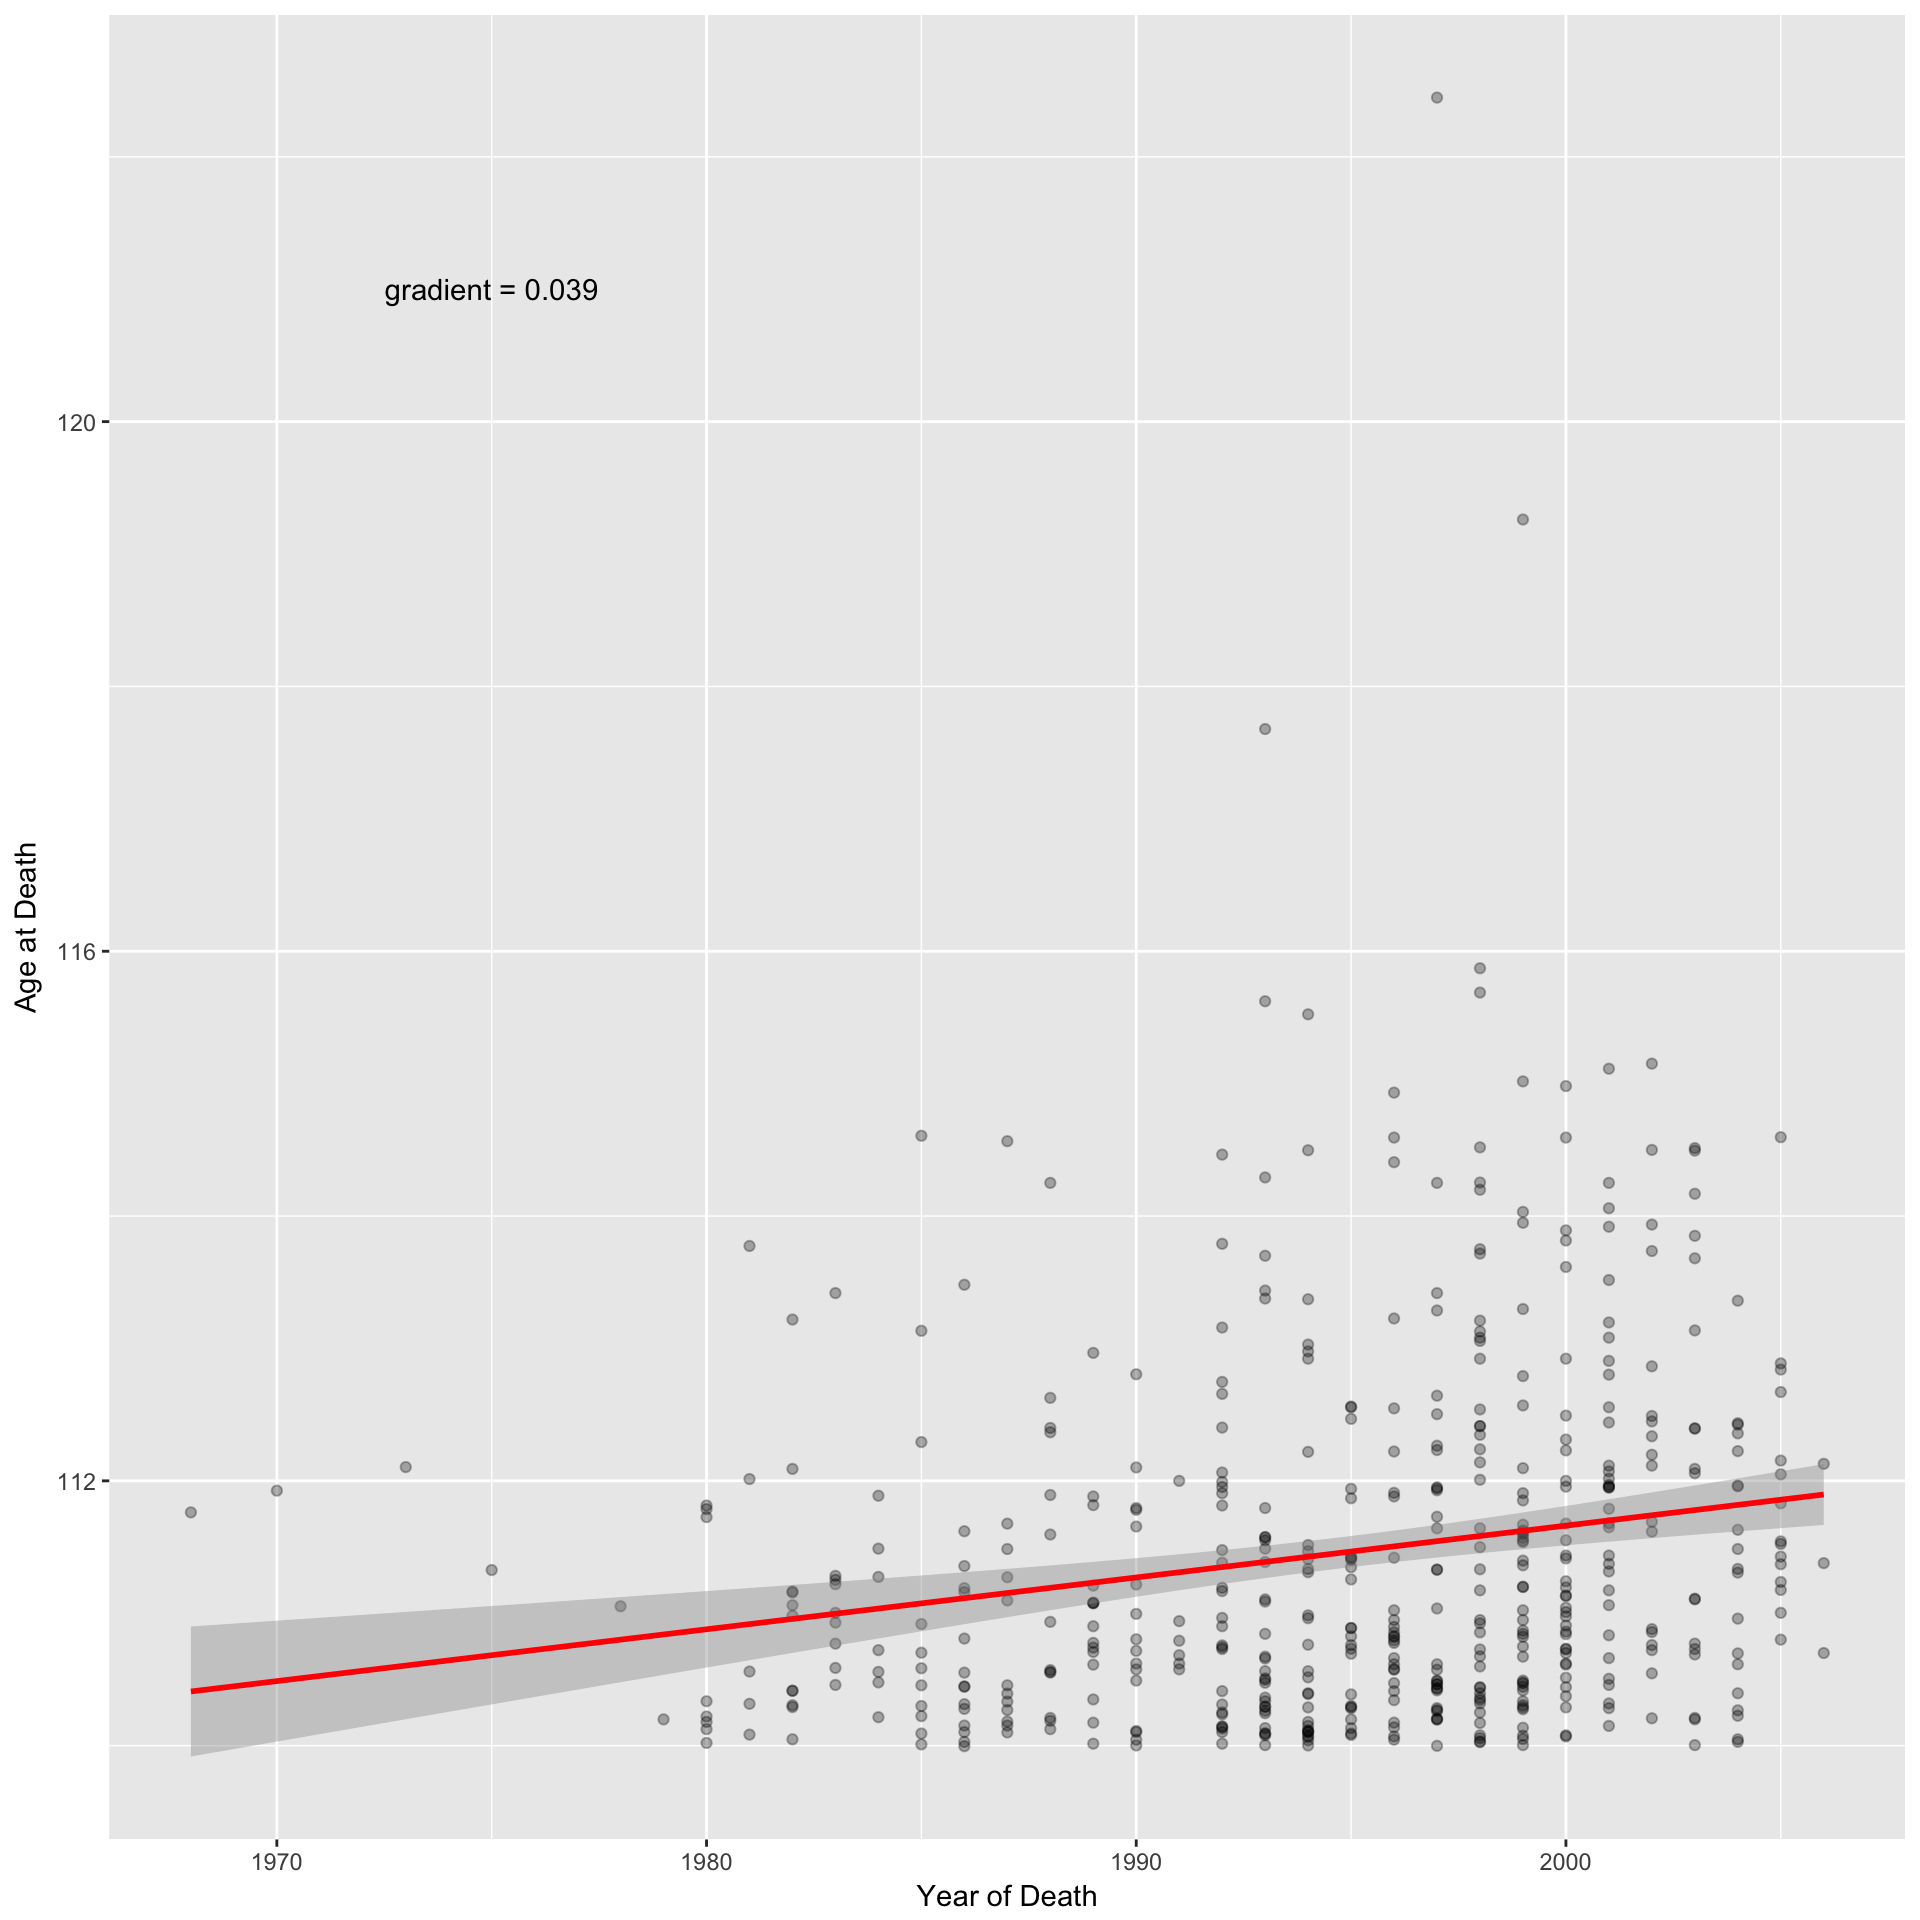 gradient = 0.039
120
116
112
Age at Death
1970
1980
1990
2000
Year of Death